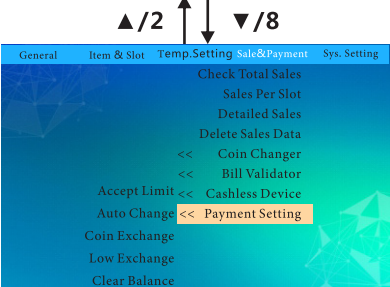 ▲/2 ▼/8
General Item & Slot Temp.Setting Sale&Payment Sys. Setting
Check Total Sales
Sales Per Slot
Detailed Sales
Delete Sales Data
<< Coin Changer
<< Bill Validator
Accept Limit << Cashless Device
Auto Change << Payment Setting
Coin Exchange
Low Exchange
Clear Balance